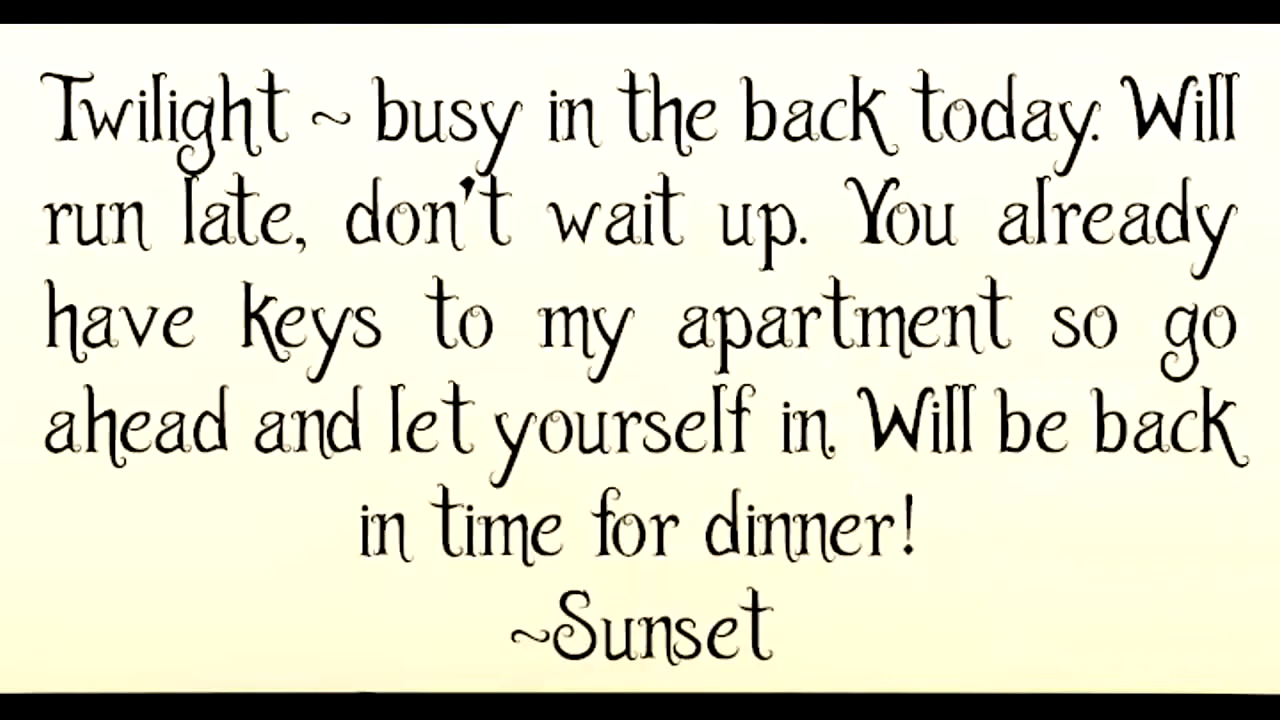 Twilight ~ busy in the back today. Will
run late, don't wait up. You already
have keys to my apartment so go
ahead and let yourself in. Will be back
in time for dinner!
~Sunset